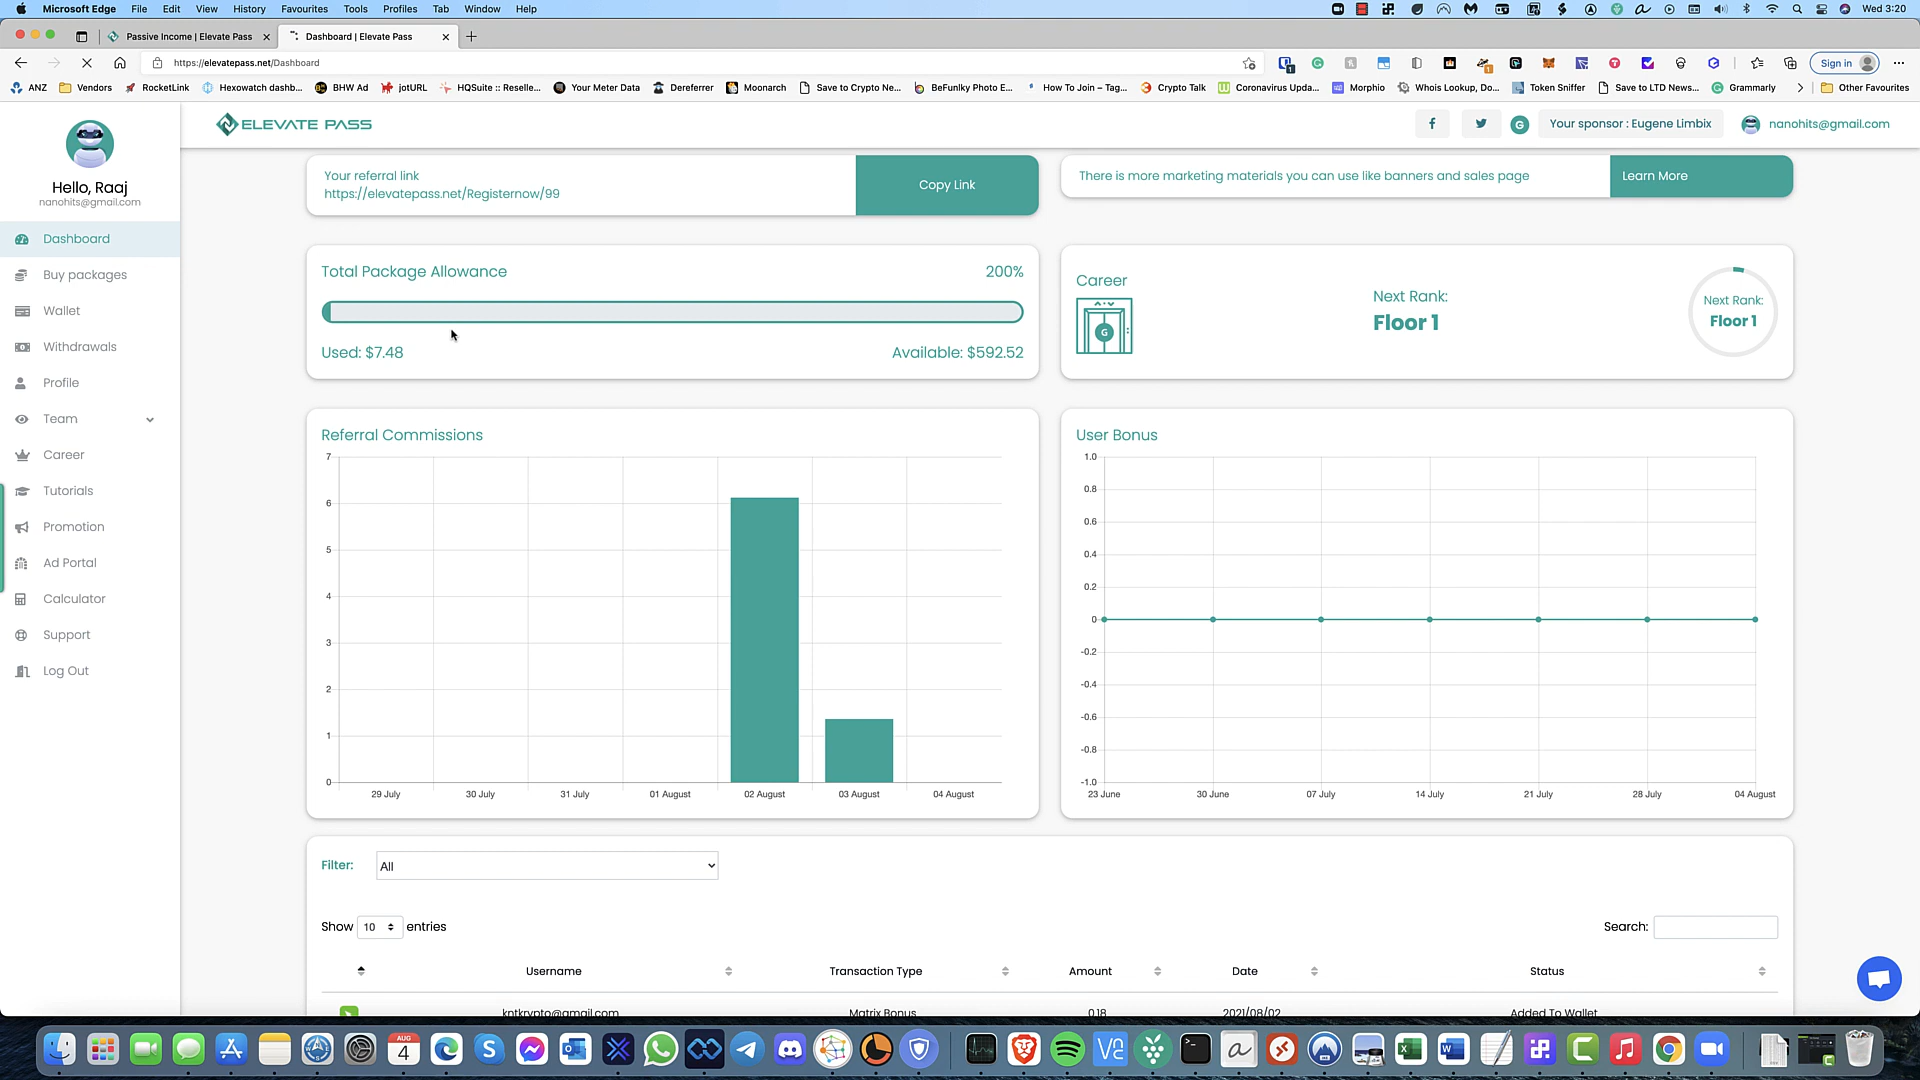 Microsoft Edge File Edit View History Favourites Tools Profiles Tab Window Help Wed 3:20
Passive Income | Elevate Pass
Dashboard | Elevate Pass
https://elevatepass.net/Dashboard
Sign in
ANZ Vendors RocketLink Hexowatch dashb... BHW Ad jotURL HQSuite :: Reselle... Your Meter Data Dereferrer Moonarch Save to Crypto Ne... BeFunlky Photo E... How To Join – Tag... Crypto Talk Coronavirus Upda... Morphio Whois Lookup, Do... Token Sniffer Save to LTD News... Grammarly Other Favourites
ELEVATE PASS
Your sponsor : Eugene Limbix
nanohits@gmail.com
Hello, Raaj
nanohits@gmail.com
Dashboard
Buy packages
Wallet
Withdrawals
Profile
Team
Career
Tutorials
Promotion
Ad Portal
Calculator
Support
Log Out
Your referral link
https://elevatepass.net/Registernow/99
Copy Link
There is more marketing materials you can use like banners and sales page
Learn More
Total Package Allowance 200%
Used: $7.48 Available: $592.52
Career
G
Next Rank:
Floor 1
Next Rank:
Floor 1
Referral Commissions
7
6
5
4
3
2
1
0
29 July 30 July 31 July 01 August 02 August 03 August 04 August
User Bonus
1.0
0.8
0.6
0.4
0.2
0
-0.2
-0.4
-0.6
-0.8
-1.0
23 June 30 June 07 July 14 July 21 July 28 July 04 August
Filter: All
Show 10 entries
Search:
Username Transaction Type Amount Date Status
kntkrypto@gmail.com Matrix Bonus 0.18 2021/08/02 Added To Wallet
AUG
4